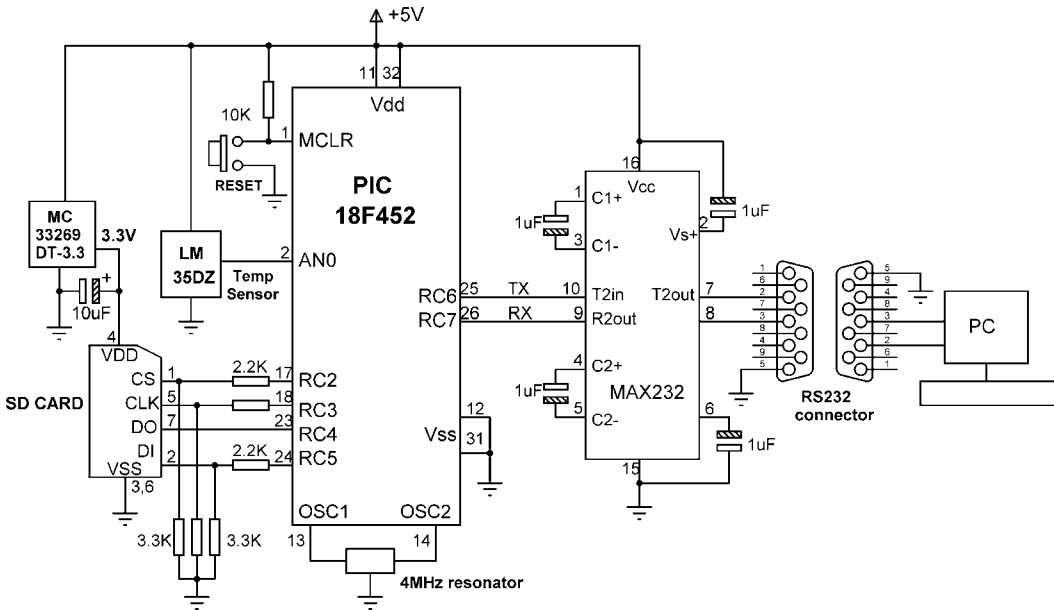 +5V
11 32
Vdd
10K
1 MCLR
RESET
PIC
18F452
MC
33269
DT-3.3
3.3V
+
10uF
LM
35DZ
2 AN0
Temp
Sensor
RC6 25 TX 10 T2in
RC7 26 RX 9 R2out
16
Vcc
1 C1+
1uF
3 C1-
2 Vs+
1uF
T2out 7
8
4 C2+
1uF
5 C2-
MAX232
6
1uF
15
1
6
2
7
3
8
4
9
5
5
9
4
8
3
7
2
6
1
RS232
connector
PC
4
VDD
SD CARD
CS 1 2.2K 17 RC2
CLK 5 18 RC3
DO 7 23 RC4
DI 2 2.2K 24 RC5
VSS
3,6
12
Vss
31
3.3K 3.3K
OSC1 OSC2
13 14
4MHz resonator